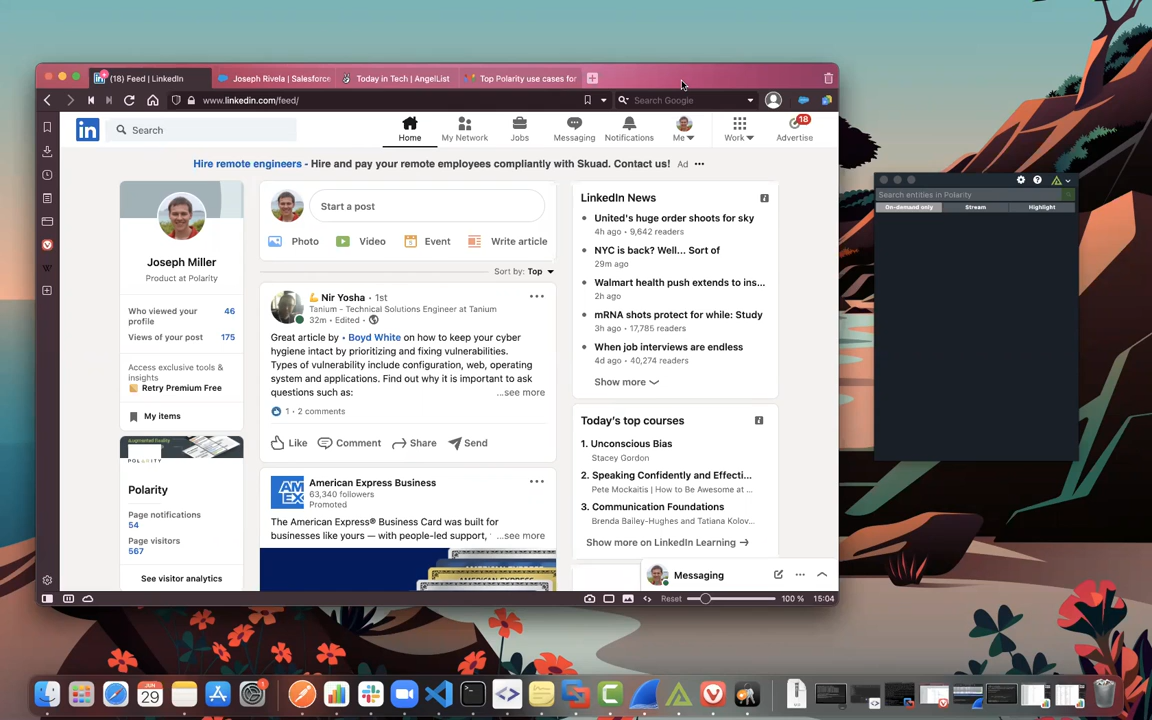 (18) Feed | LinkedIn
Joseph Rivela | Salesforce
Today in Tech | AngelList
Top Polarity use cases for
www.linkedin.com/feed/
Search Google
in
Search
Home
My Network
Jobs
Messaging
Notifications
Me
Work
18
Advertise
Hire remote engineers - Hire and pay your remote employees compliantly with Skuad. Contact us! Ad
Joseph Miller
Product at Polarity
Who viewed your profile 46
Views of your post 175
Access exclusive tools & insights
Retry Premium Free
My items
Augmented Reality
POLARITY
Polarity
Page notifications
54
Page visitors
567
See visitor analytics
Start a post
Photo
Video
Event
Write article
Sort by: Top
Nir Yosha • 1st
Tanium - Technical Solutions Engineer at Tanium
32m • Edited •
Great article by • Boyd White on how to keep your cyber
hygiene intact by prioritizing and fixing vulnerabilities.
Types of vulnerability include configuration, web, operating
system and applications. Find out why it is important to ask
questions such as: ...see more
1 • 2 comments
Like
Comment
Share
Send
AM
EX
American Express Business
63,340 followers
Promoted
The American Express® Business Card was built for
businesses like yours — with people-led support, ...see more
AMERICAN EXPRESS
LinkedIn News
United's huge order shoots for sky
4h ago • 9,642 readers
NYC is back? Well... Sort of
29m ago
Walmart health push extends to ins...
2h ago
mRNA shots protect for while: Study
3h ago • 17,785 readers
When job interviews are endless
4d ago • 40,274 readers
Show more
Today's top courses
1. Unconscious Bias
Stacey Gordon
2. Speaking Confidently and Effecti...
Pete Mockaitis | How to Be Awesome at ...
3. Communication Foundations
Brenda Bailey-Hughes and Tatiana Kolov...
Show more on LinkedIn Learning →
Messaging
Reset
100 %
15:04
Search entities in Polarity
On-demand only
Stream
Highlight
JUN
29
1